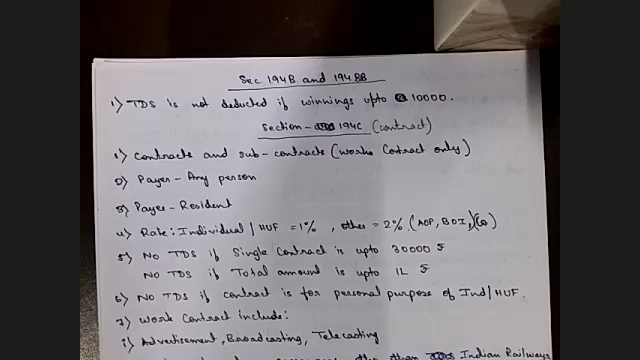 Sec 194B and 194BB
1) TDS is not deducted if winnings upto 10000.
Section - 194C (contract)
1) Contracts and sub-contracts (Works Contract only)
2) Payer - Any person
3) Payee - Resident
4) Rate: Individual / HUF = 1% , other = 2% (AOP, BOI, Co)
5) NO TDS if Single Contract is upto 30000 ₹
NO TDS if Total amount is upto 1L ₹
6) NO TDS if contract is for personal purpose of Ind/HUF.
7) Work Contract include:
i) Advertisement, Broadcasting, Telecasting
other than Indian Railways